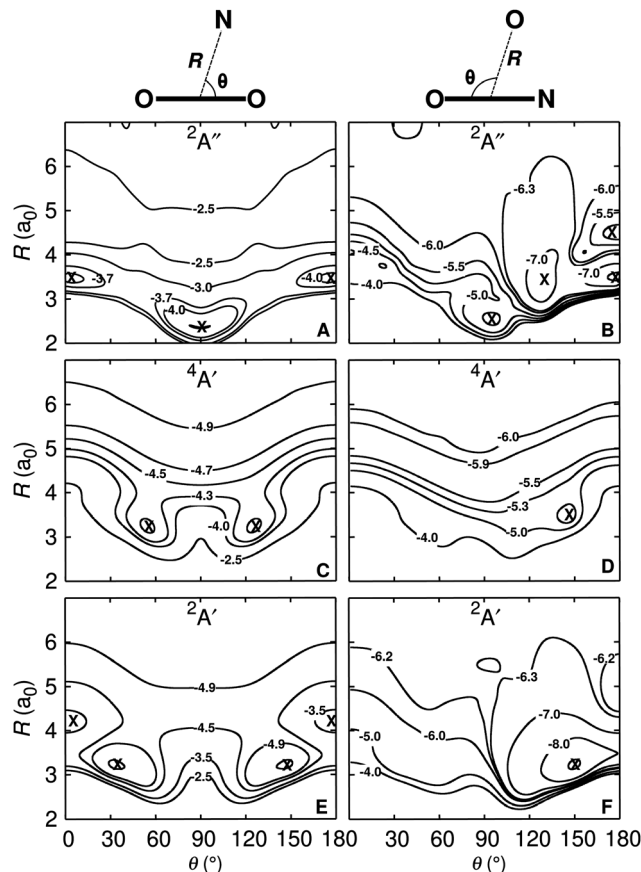 N
R
θ
O
O
O
R
θ
O
N
²A″
-2.5
-2.5
-3.0
-3.7
-3.7
-4.0
-4.0
X
X
X
A
6
5
4
3
2
R (a₀)
²A″
-6.3
-6.0
-5.5
-6.0
-4.5
-5.5
-4.0
-7.0
-7.0
-5.0
X
X
X
X
B
⁴A′
-4.9
-4.7
-4.5
-4.3
-4.0
-2.5
X
X
C
6
5
4
3
2
R (a₀)
⁴A′
-6.0
-5.9
-5.5
-5.3
-5.0
-4.0
X
D
²A′
-4.9
-3.5
-4.5
-4.9
-3.5
-2.5
X
X
X
X
E
6
5
4
3
2
R (a₀)
²A′
-6.2
-6.2
-6.3
-7.0
-5.0
-6.0
-8.0
-4.0
X
F
0 30 60 90 120 150 180 30 60 90 120 150 180
θ (°) θ (°)